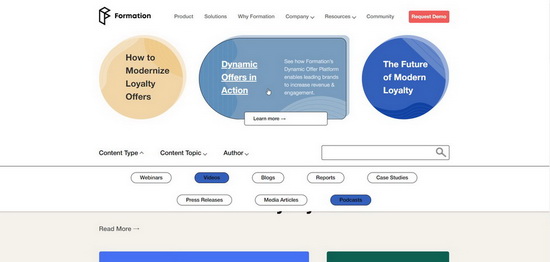 Formation
Product Solutions Why Formation Company Resources Community Request Demo
How to
Modernize
Loyalty
Offers
Dynamic
Offers in
Action
See how Formation's
Dynamic Offer Platform
enables leading brands
to increase revenue &
engagement.
Learn more →
The Future
of Modern
Loyalty
Content Type Content Topic Author
Webinars Videos Blogs Reports Case Studies
Press Releases Media Articles Podcasts
Read More →